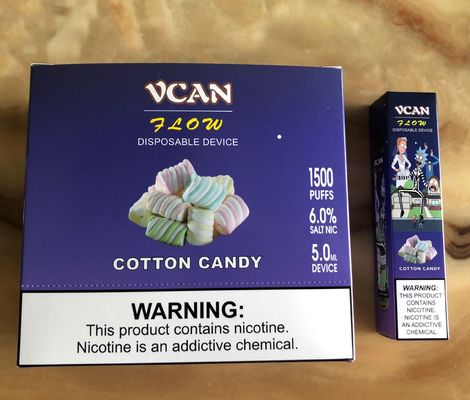 VCAN
FLOW
DISPOSABLE DEVICE
1500
PUFFS
6.0%
SALT NIC
5.0ML
DEVICE
COTTON CANDY
WARNING:
This product contains nicotine.
Nicotine is an addictive chemical.
VCAN
FLOW
DISPOSABLE DEVICE
VCAN
COTTON CANDY
WARNING:
THIS PRODUCT
CONTAINS
NICOTINE.
NICOTINE IS AN
ADDICTIVE
CHEMICAL.